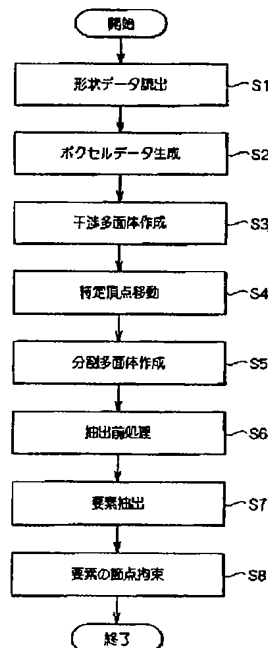 開始
形状データ読出 S1
ボクセルデータ生成 S2
干渉多面体作成 S3
特定頂点移動 S4
分割多面体作成 S5
抽出前処理 S6
要素抽出 S7
要素の節点拘束 S8
終了